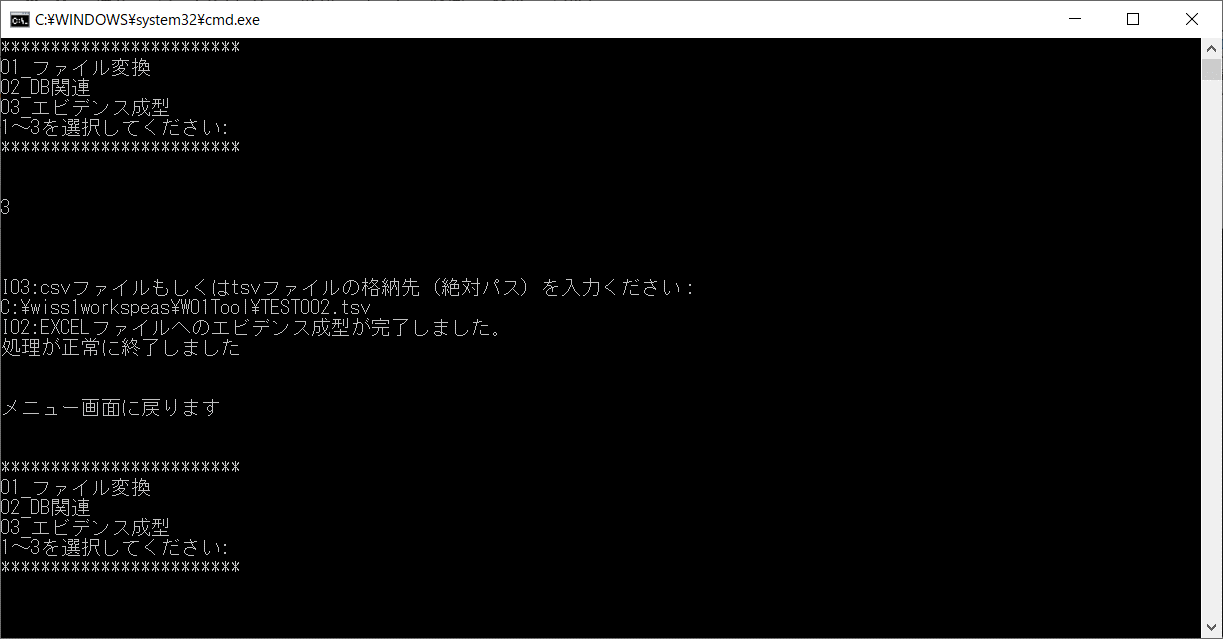 C:¥WINDOWS¥system32¥cmd.exe
************************
01_ファイル変換
02_DB関連
03_エビデンス成型
1～3を選択してください:
************************
3
I03:csvファイルもしくはtsvファイルの格納先（絶対パス）を入力ください：
C:¥wiss1workspeas¥W01Tool¥TEST002.tsv
I02:EXCELファイルへのエビデンス成型が完了しました。
処理が正常に終了しました
メニュー画面に戻ります
************************
01_ファイル変換
02_DB関連
03_エビデンス成型
1～3を選択してください:
************************